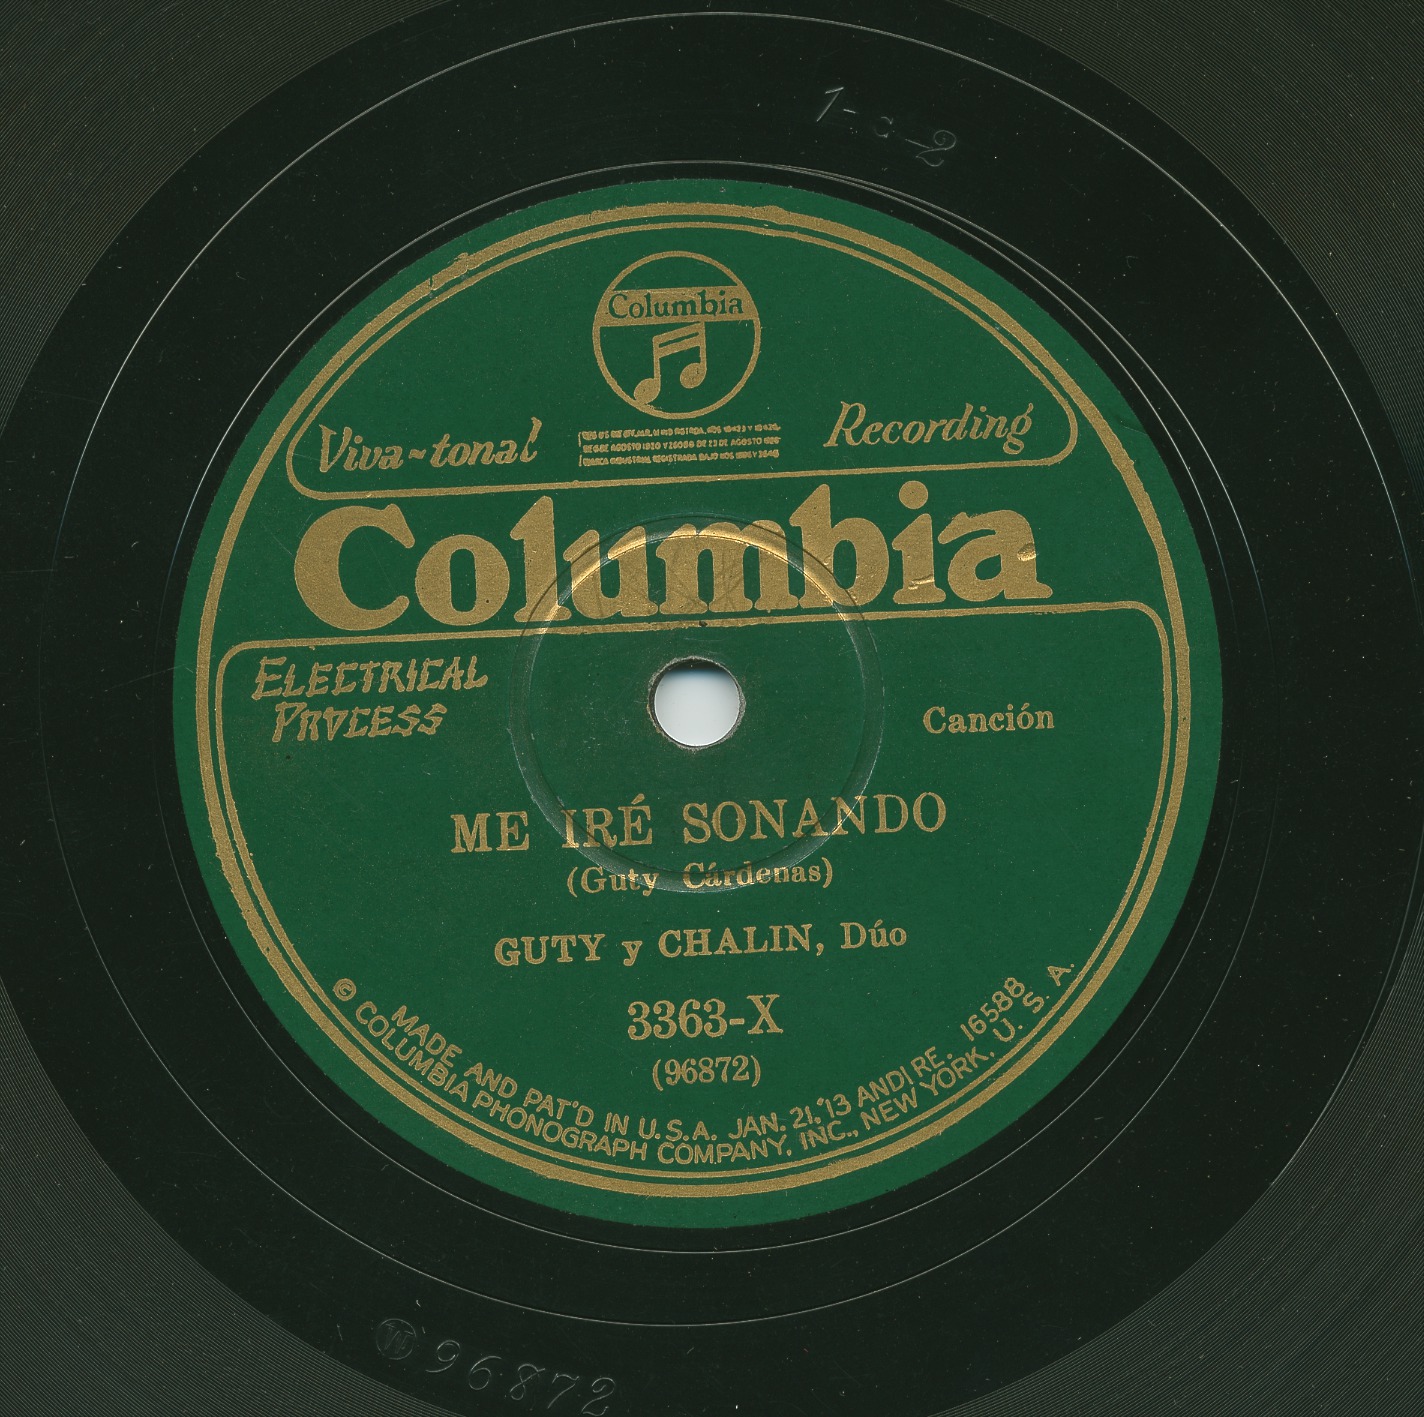 1-C-2
Columbia
Viva-tonal
Recording
Columbia
ELECTRICAL
PROCESS
Canción
ME IRÉ SONANDO
(Guty Cárdenas)
GUTY y CHALIN, Dúo
3363-X
(96872)
MADE AND PAT'D IN U.S.A. JAN. 21,'13 AND RE. 16588
© COLUMBIA PHONOGRAPH COMPANY, INC., NEW YORK, U. S. A.
W 96872